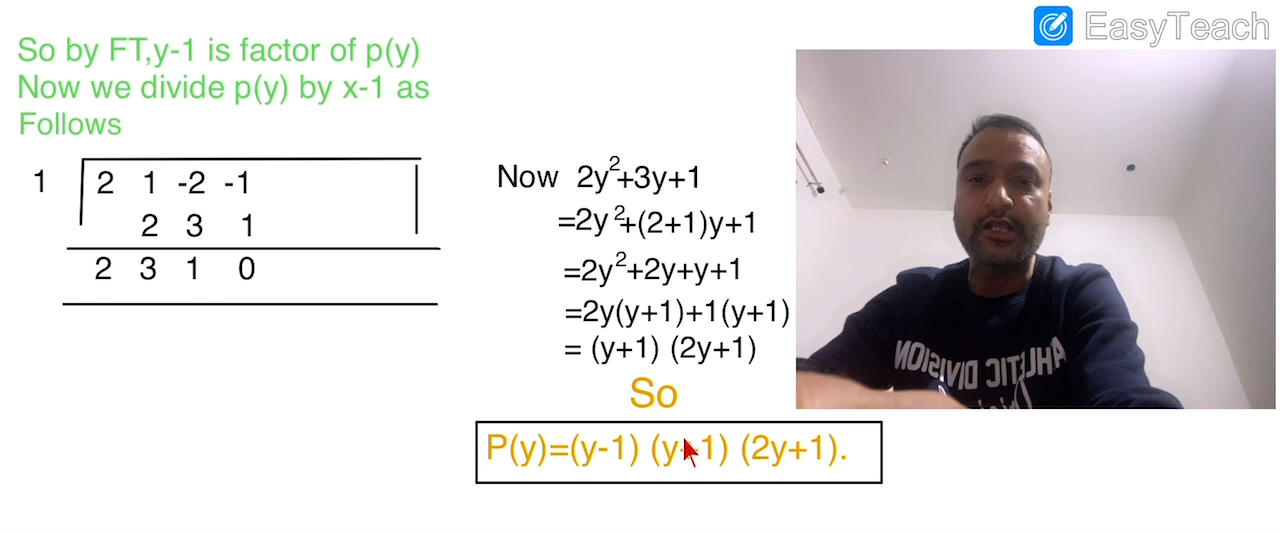 EasyTeach
So by FT,y-1 is factor of p(y)
Now we divide p(y) by x-1 as
Follows
1 2 1 -2 -1
2 3 1
2 3 1 0
Now 2y²+3y+1
=2y²+(2+1)y+1
=2y²+2y+y+1
=2y(y+1)+1(y+1)
= (y+1) (2y+1)
So
P(y)=(y-1) (y+1) (2y+1).
AHLETIC DIVISION